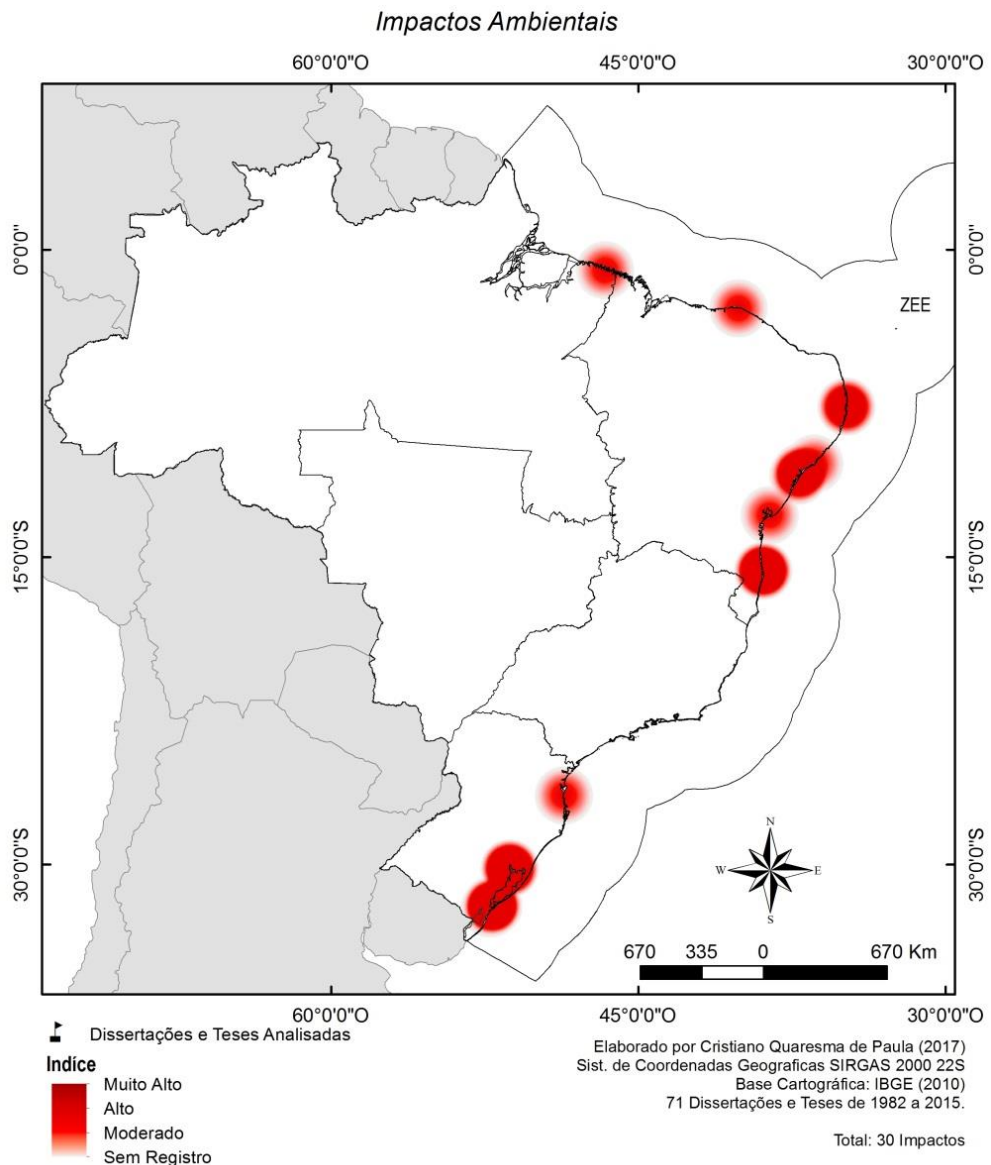 Impactos Ambientais
60°0'0"O 45°0'0"O 30°0'0"O
0°0'0" 0°0'0"
ZEE
15°0'0"S 15°0'0"S
30°0'0"S 30°0'0"S
N
W E
S
670 335 0 670 Km
60°0'0"O 45°0'0"O 30°0'0"O
Dissertações e Teses Analisadas
Indíce
Muito Alto
Alto
Moderado
Sem Registro
Elaborado por Cristiano Quaresma de Paula (2017)
Sist. de Coordenadas Geograficas SIRGAS 2000 22S
Base Cartográfica: IBGE (2010)
71 Dissertações e Teses de 1982 a 2015.
Total: 30 Impactos